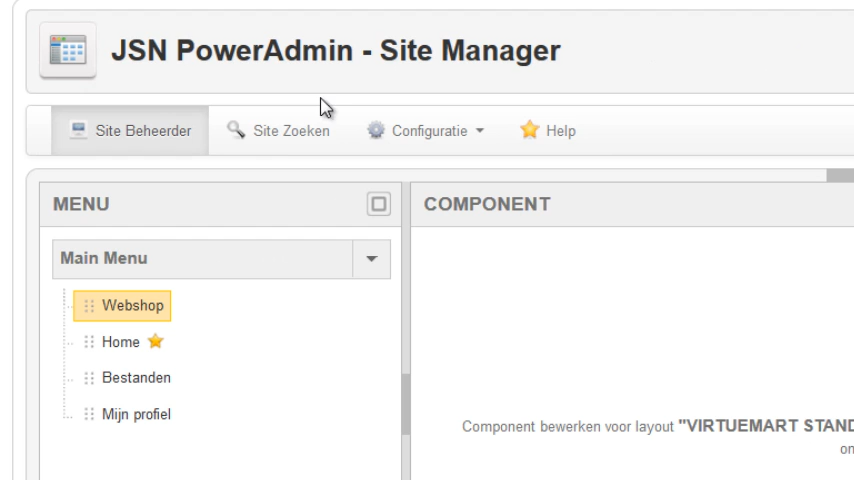 JSN PowerAdmin - Site Manager
Site Beheerder
Site Zoeken
Configuratie
Help
MENU
COMPONENT
Main Menu
Webshop
Home
Bestanden
Mijn profiel
Component bewerken voor layout "VIRTUEMART STAND
on